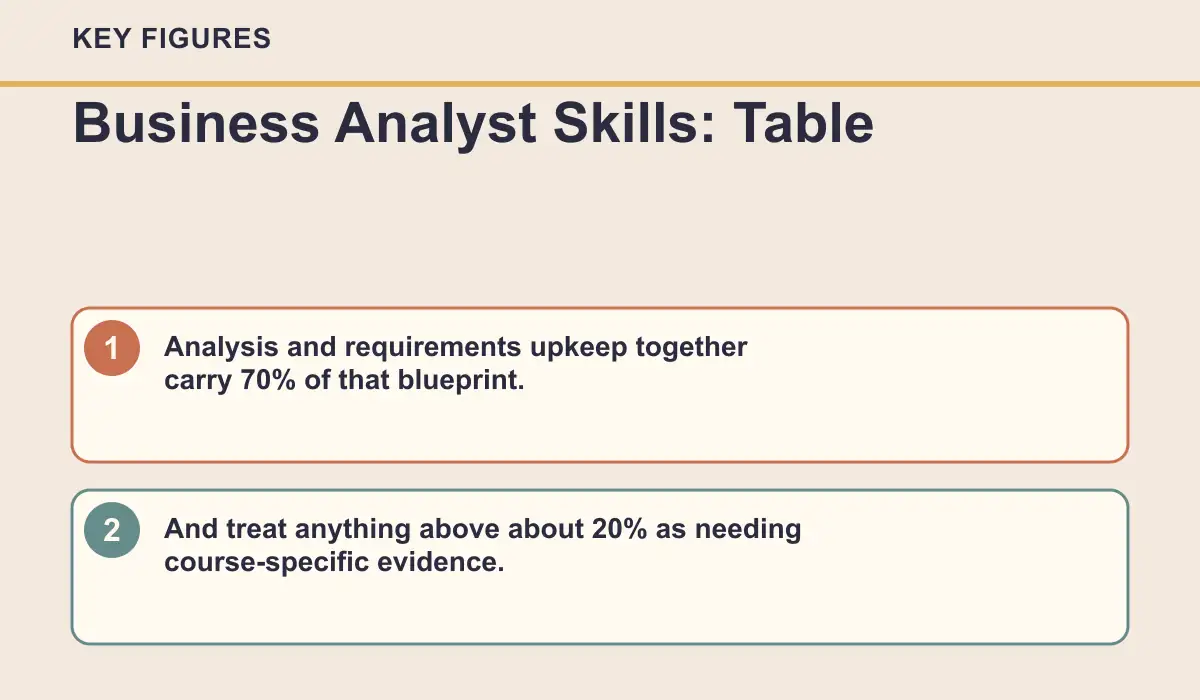 KEY FIGURES
Business Analyst Skills: Table
1
Analysis and requirements upkeep together
carry 70% of that blueprint.
2
And treat anything above about 20% as needing
course-specific evidence.